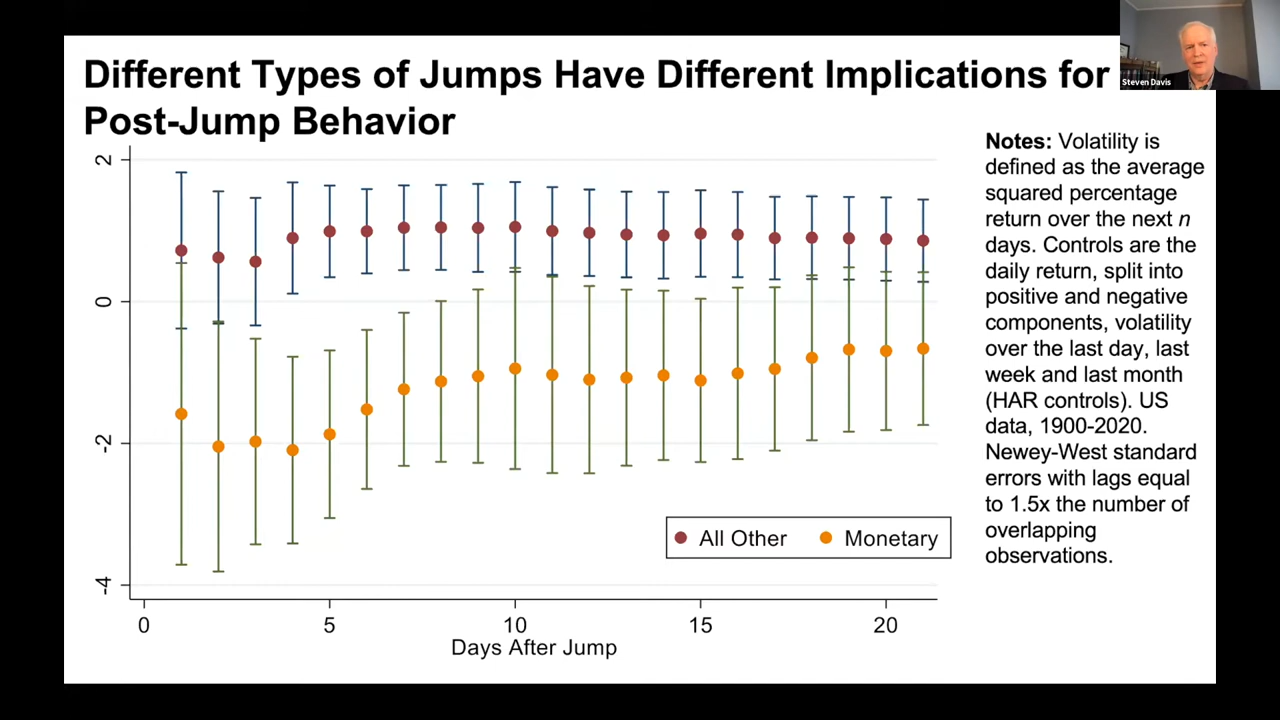 Different Types of Jumps Have Different Implications for
Post-Jump Behavior
Steven Davis
Notes: Volatility is
defined as the average
squared percentage
return over the next n
days. Controls are the
daily return, split into
positive and negative
components, volatility
over the last day, last
week and last month
(HAR controls). US
data, 1900-2020.
Newey-West standard
errors with lags equal
to 1.5x the number of
overlapping
observations.
2
0
-2
-4
All Other Monetary
0 5 10 15 20
Days After Jump